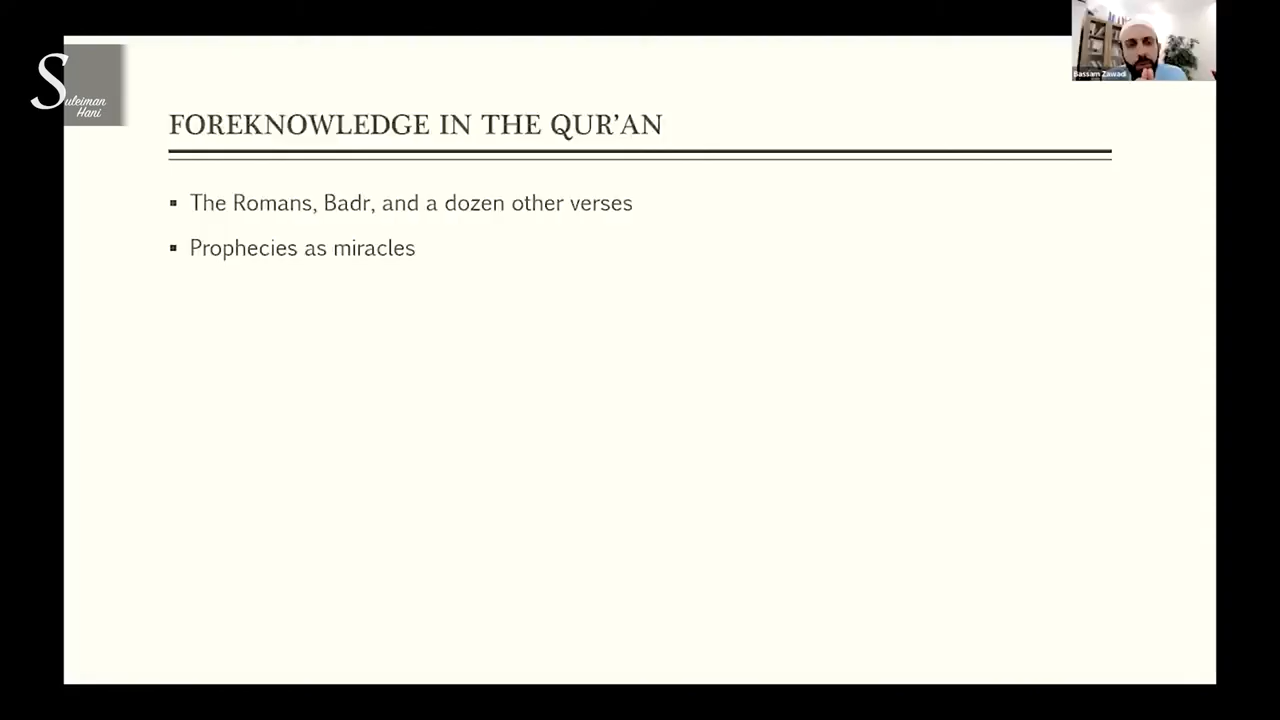 Suleiman
Hani
Bassam Zawadi
FOREKNOWLEDGE IN THE QUR’AN
▪ The Romans, Badr, and a dozen other verses
▪ Prophecies as miracles